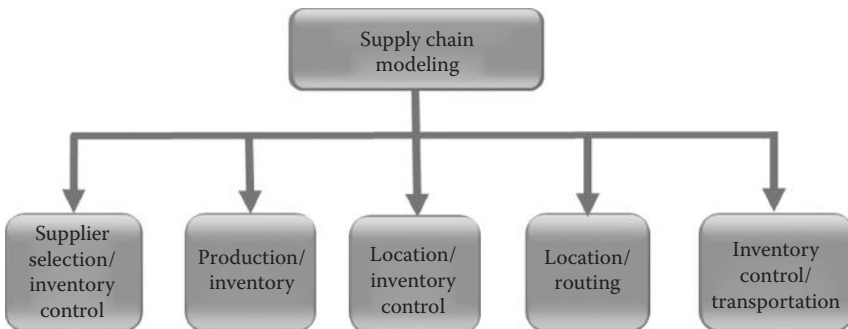 Supply chain
modeling
Supplier
selection/
inventory
control
Production/
inventory
Location/
inventory
control
Location/
routing
Inventory
control/
transportation